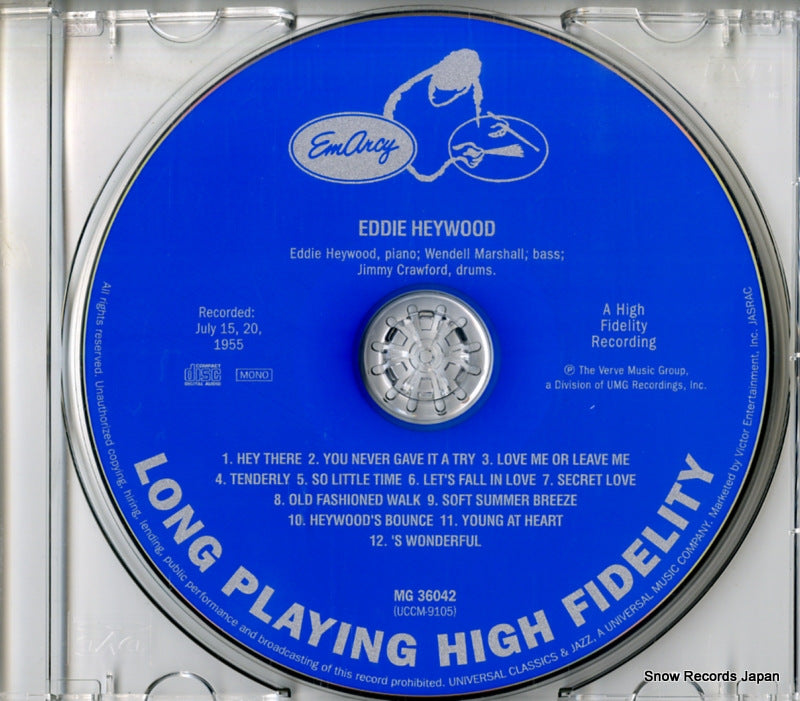 EmArcy
EDDIE HEYWOOD
Eddie Heywood, piano; Wendell Marshall; bass;
Jimmy Crawford, drums.
Recorded:
July 15, 20,
1955
COMPACT
disc
DIGITAL AUDIO
MONO
A High
Fidelity
Recording
℗ The Verve Music Group,
a Division of UMG Recordings, Inc.
1. HEY THERE 2. YOU NEVER GAVE IT A TRY 3. LOVE ME OR LEAVE ME
4. TENDERLY 5. SO LITTLE TIME 6. LET'S FALL IN LOVE 7. SECRET LOVE
8. OLD FASHIONED WALK 9. SOFT SUMMER BREEZE
10. HEYWOOD'S BOUNCE 11. YOUNG AT HEART
12. 'S WONDERFUL
MG 36042
(UCCM-9105)
LONG PLAYING HIGH FIDELITY
All rights reserved. Unauthorized copying, hiring, lending, public performance and broadcasting of this record prohibited. UNIVERSAL CLASSICS & JAZZ, A UNIVERSAL MUSIC COMPANY. Marketed by Victor Entertainment, Inc. JASRAC
Snow Records Japan